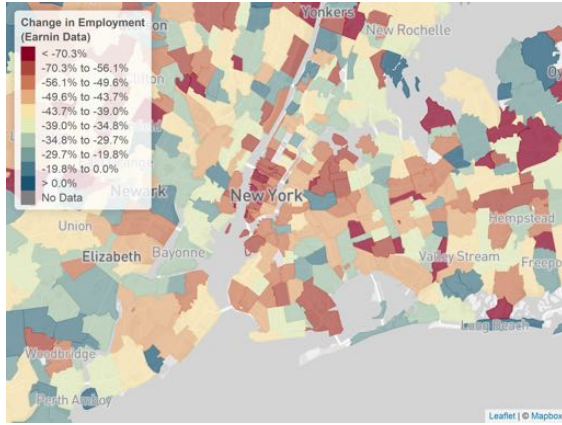 Change in Employment
(Earnin Data)
< -70.3%
-70.3% to -56.1%
-56.1% to -49.6%
-49.6% to -43.7%
-43.7% to -39.0%
-39.0% to -34.8%
-34.8% to -29.7%
-29.7% to -19.8%
-19.8% to 0.0%
> 0.0%
No Data
Yonkers
New Rochelle
Newark
New York
Union
Elizabeth
Bayonne
Hempstead
Valley Stream
Freepo
Long Beach
Woodbridge
Perth Amboy
Leaflet | © Mapbox